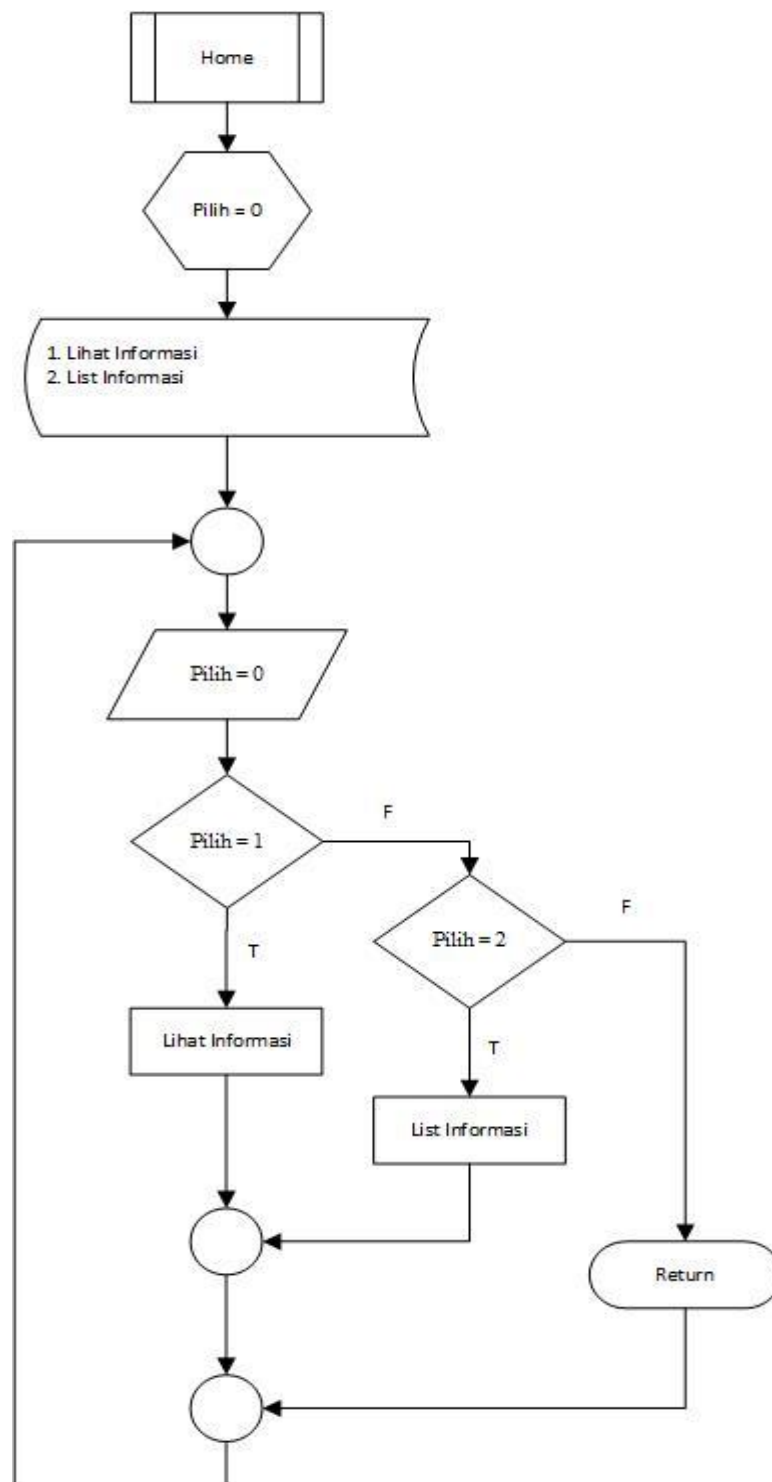 Home
Pilih = 0
1. Lihat Informasi
2. List Informasi
Pilih = 0
Pilih = 1
F
T
Pilih = 2
F
T
Lihat Informasi
List Informasi
Return